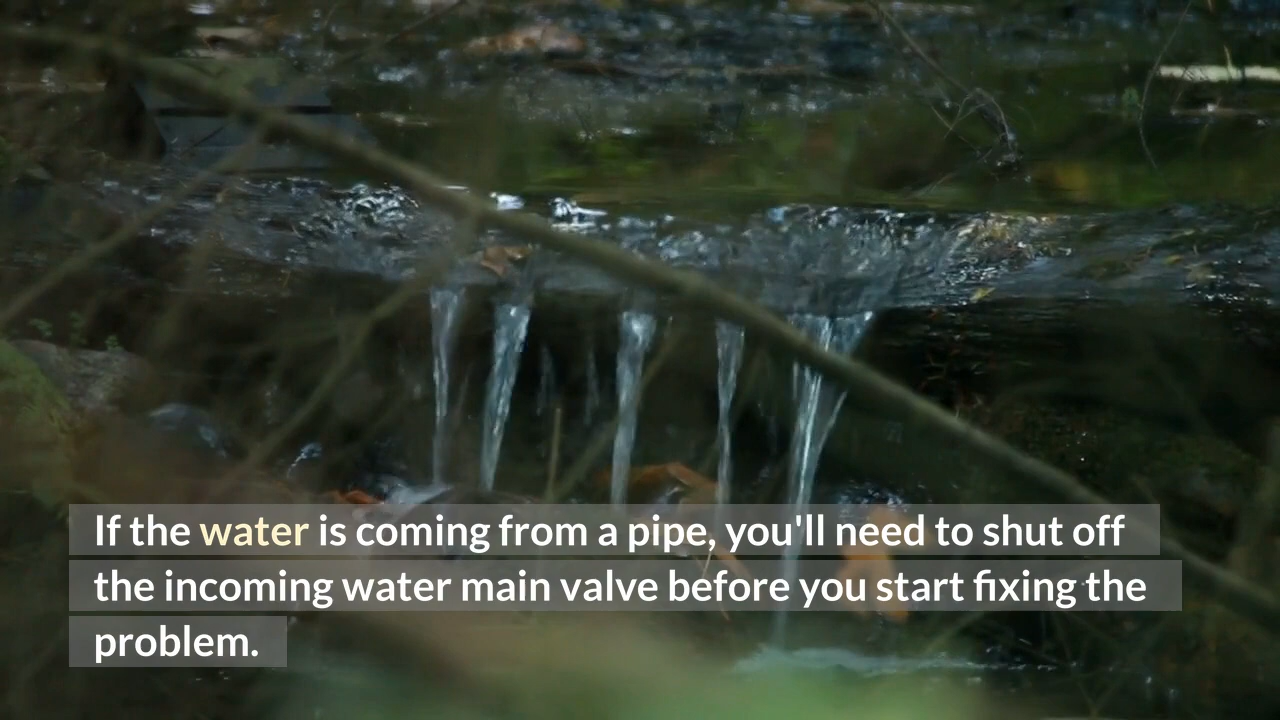 If the water is coming from a pipe, you'll need to shut off
the incoming water main valve before you start fixing the
problem.